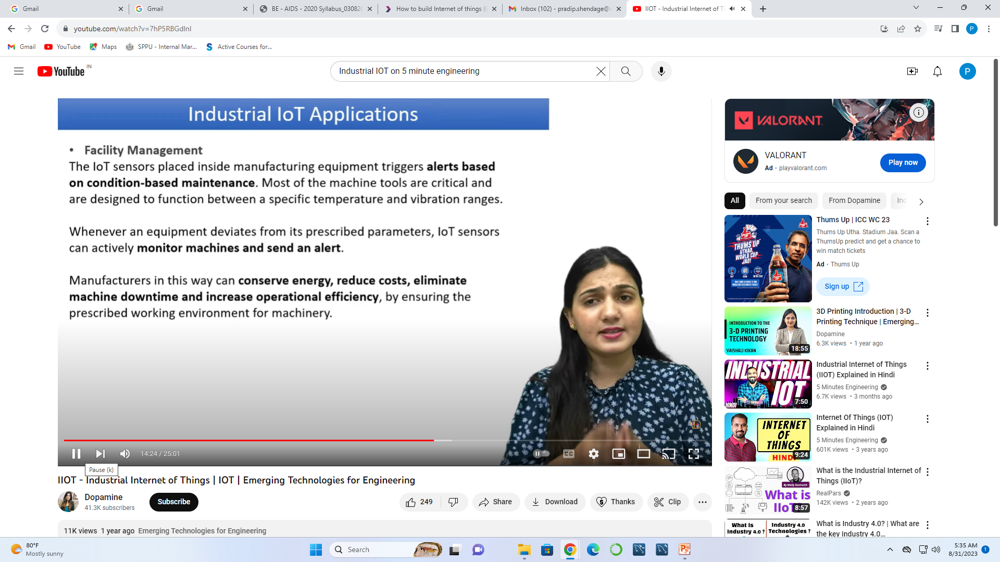 Gmail
Gmail
BE - AIDS - 2020 Syllabus_03082
How to build Internet of things (
Inbox (102) - pradip.shendage@
IIOT - Industrial Internet of T
youtube.com/watch?v=7hP5RBGdlnI
P
Gmail
YouTube
Maps
SPPU - Internal Mar...
Active Courses for...
YouTube
IN
Industrial IOT on 5 minute engineering
P
Industrial IoT Applications
• Facility Management
The IoT sensors placed inside manufacturing equipment triggers alerts based
on condition-based maintenance. Most of the machine tools are critical and
are designed to function between a specific temperature and vibration ranges.
Whenever an equipment deviates from its prescribed parameters, IoT sensors
can actively monitor machines and send an alert.
Manufacturers in this way can conserve energy, reduce costs, eliminate
machine downtime and increase operational efficiency, by ensuring the
prescribed working environment for machinery.
14:24 / 25:01
CC
Pause (k)
IIOT - Industrial Internet of Things | IOT | Emerging Technologies for Engineering
Dopamine
41.3K subscribers
Subscribe
249
Share
Download
Thanks
Clip
11K views 1 year ago Emerging Technologies for Engineering
VALORANT
VALORANT
Ad · playvalorant.com
Play now
All
From your search
From Dopamine
Ind
THUMS UP
UTHAO,
WORLD CUP
JAO!
Thums Up | ICC WC 23
Thums Up Utha. Stadium Jaa. Scan a
ThumsUp predict and get a chance to
win match tickets
Ad · Thums Up
Sign up
INTRODUCTION TO THE
3-D PRINTING
TECHNOLOGY
VAISHALI KIKAN
18:55
3D Printing Introduction | 3-D
Printing Technique | Emerging...
Dopamine
6.3K views • 1 year ago
INDUSTRIAL
IOT
HINDI
7:50
Industrial Internet of Things
(IIOT) Explained in Hindi
5 Minutes Engineering
6.7K views • 3 months ago
INTERNET
OF
THINGS
HINDI
9:24
Internet Of Things (IOT)
Explained in Hindi
5 Minutes Engineering
601K views • 3 years ago
By Wally Gastreich
What is
IIoT
8:57
What is the Industrial Internet of
Things (IIoT)?
RealPars
142K views • 2 years ago
What Is
Industry 4.0 ?
Industry 4.0
Technologies ?
What is Industry 4.0? | What are
the key Industry 4.0...
80°F
Mostly sunny
Search
5:35 AM
8/31/2023
1